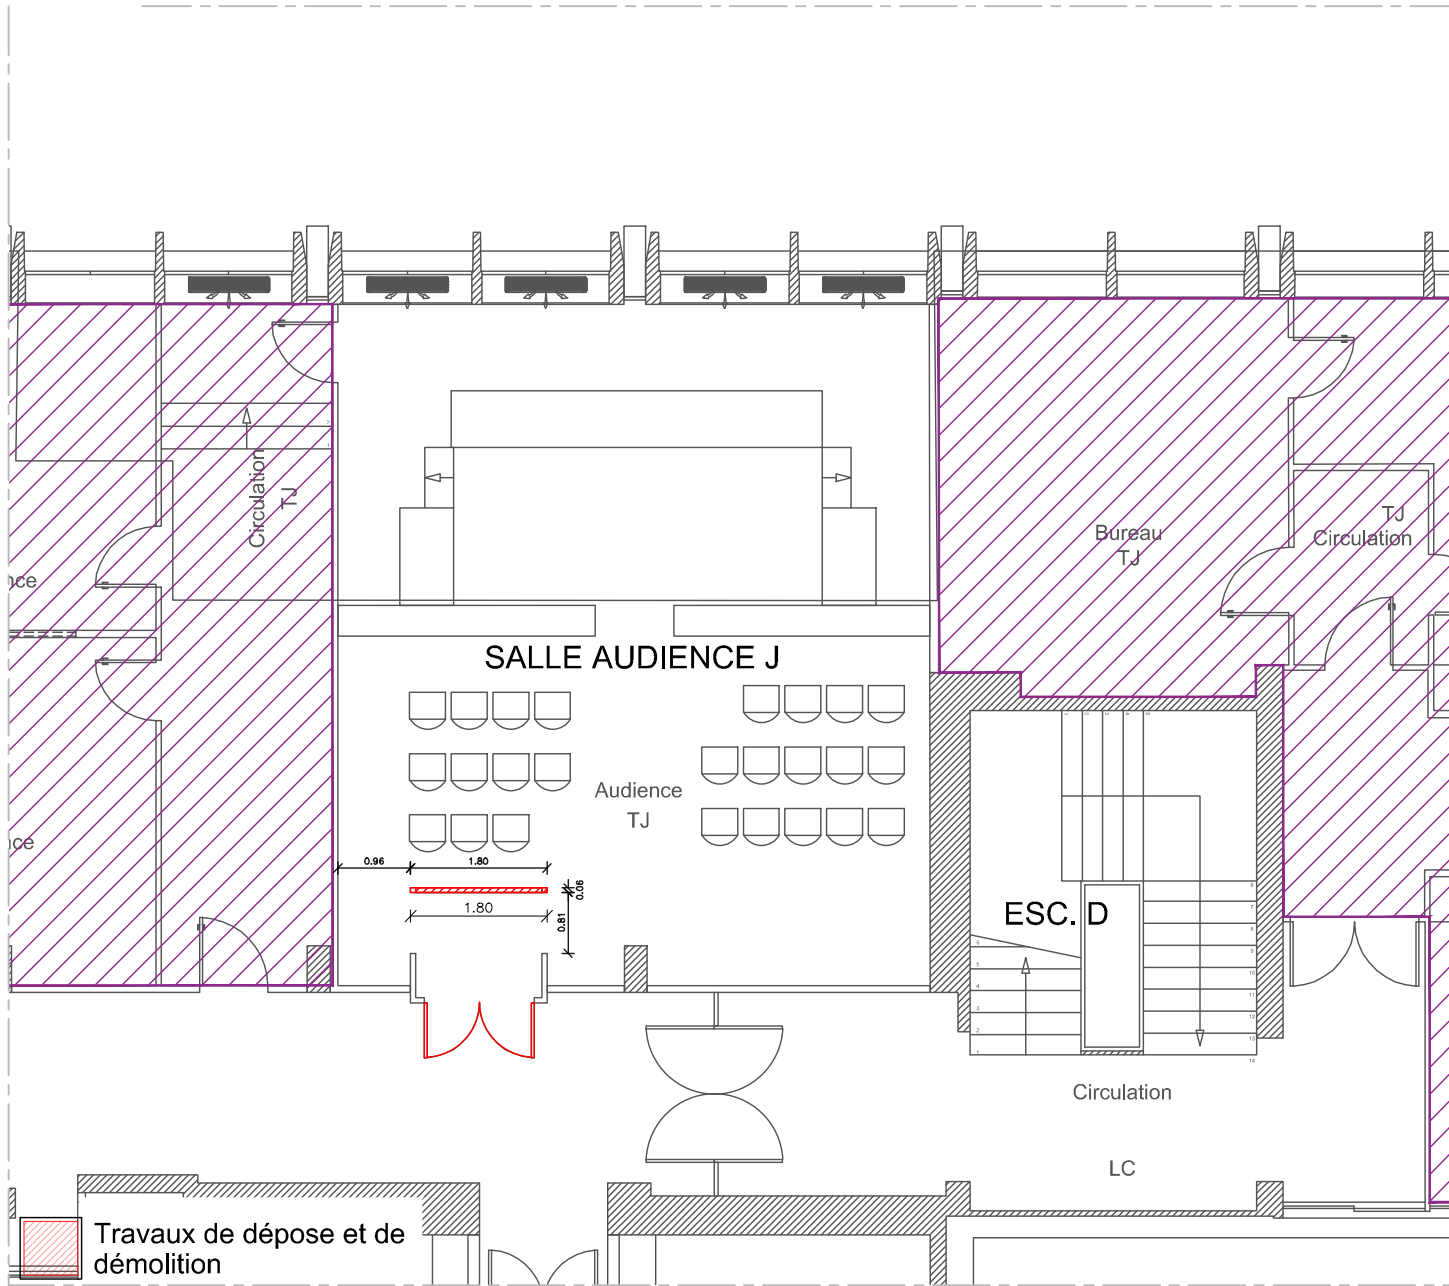 Circulation
TJ
nce
Bureau
TJ
TJ
Circulation
SALLE AUDIENCE J
Audience
TJ
nce
0.96
1.80
0.06
1.80
0.81
ESC. D
Circulation
LC
Travaux de dépose et de
démolition